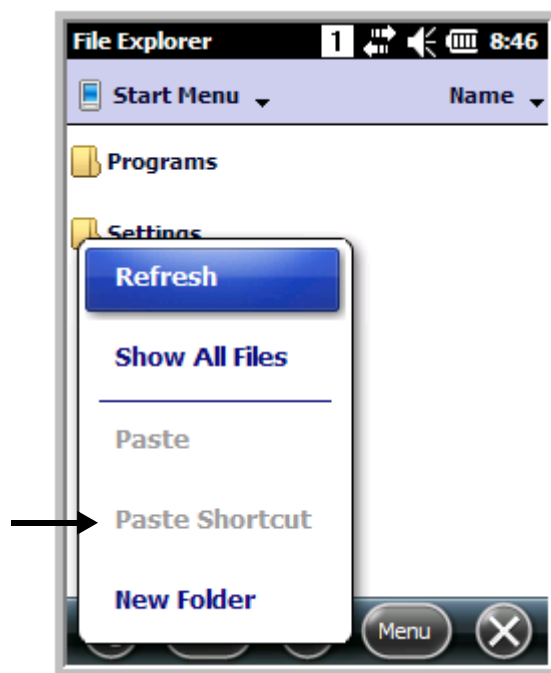 File Explorer 1 8:46
Start Menu Name
Programs
Settings
Refresh
Show All Files
Paste
Paste Shortcut
New Folder
Menu